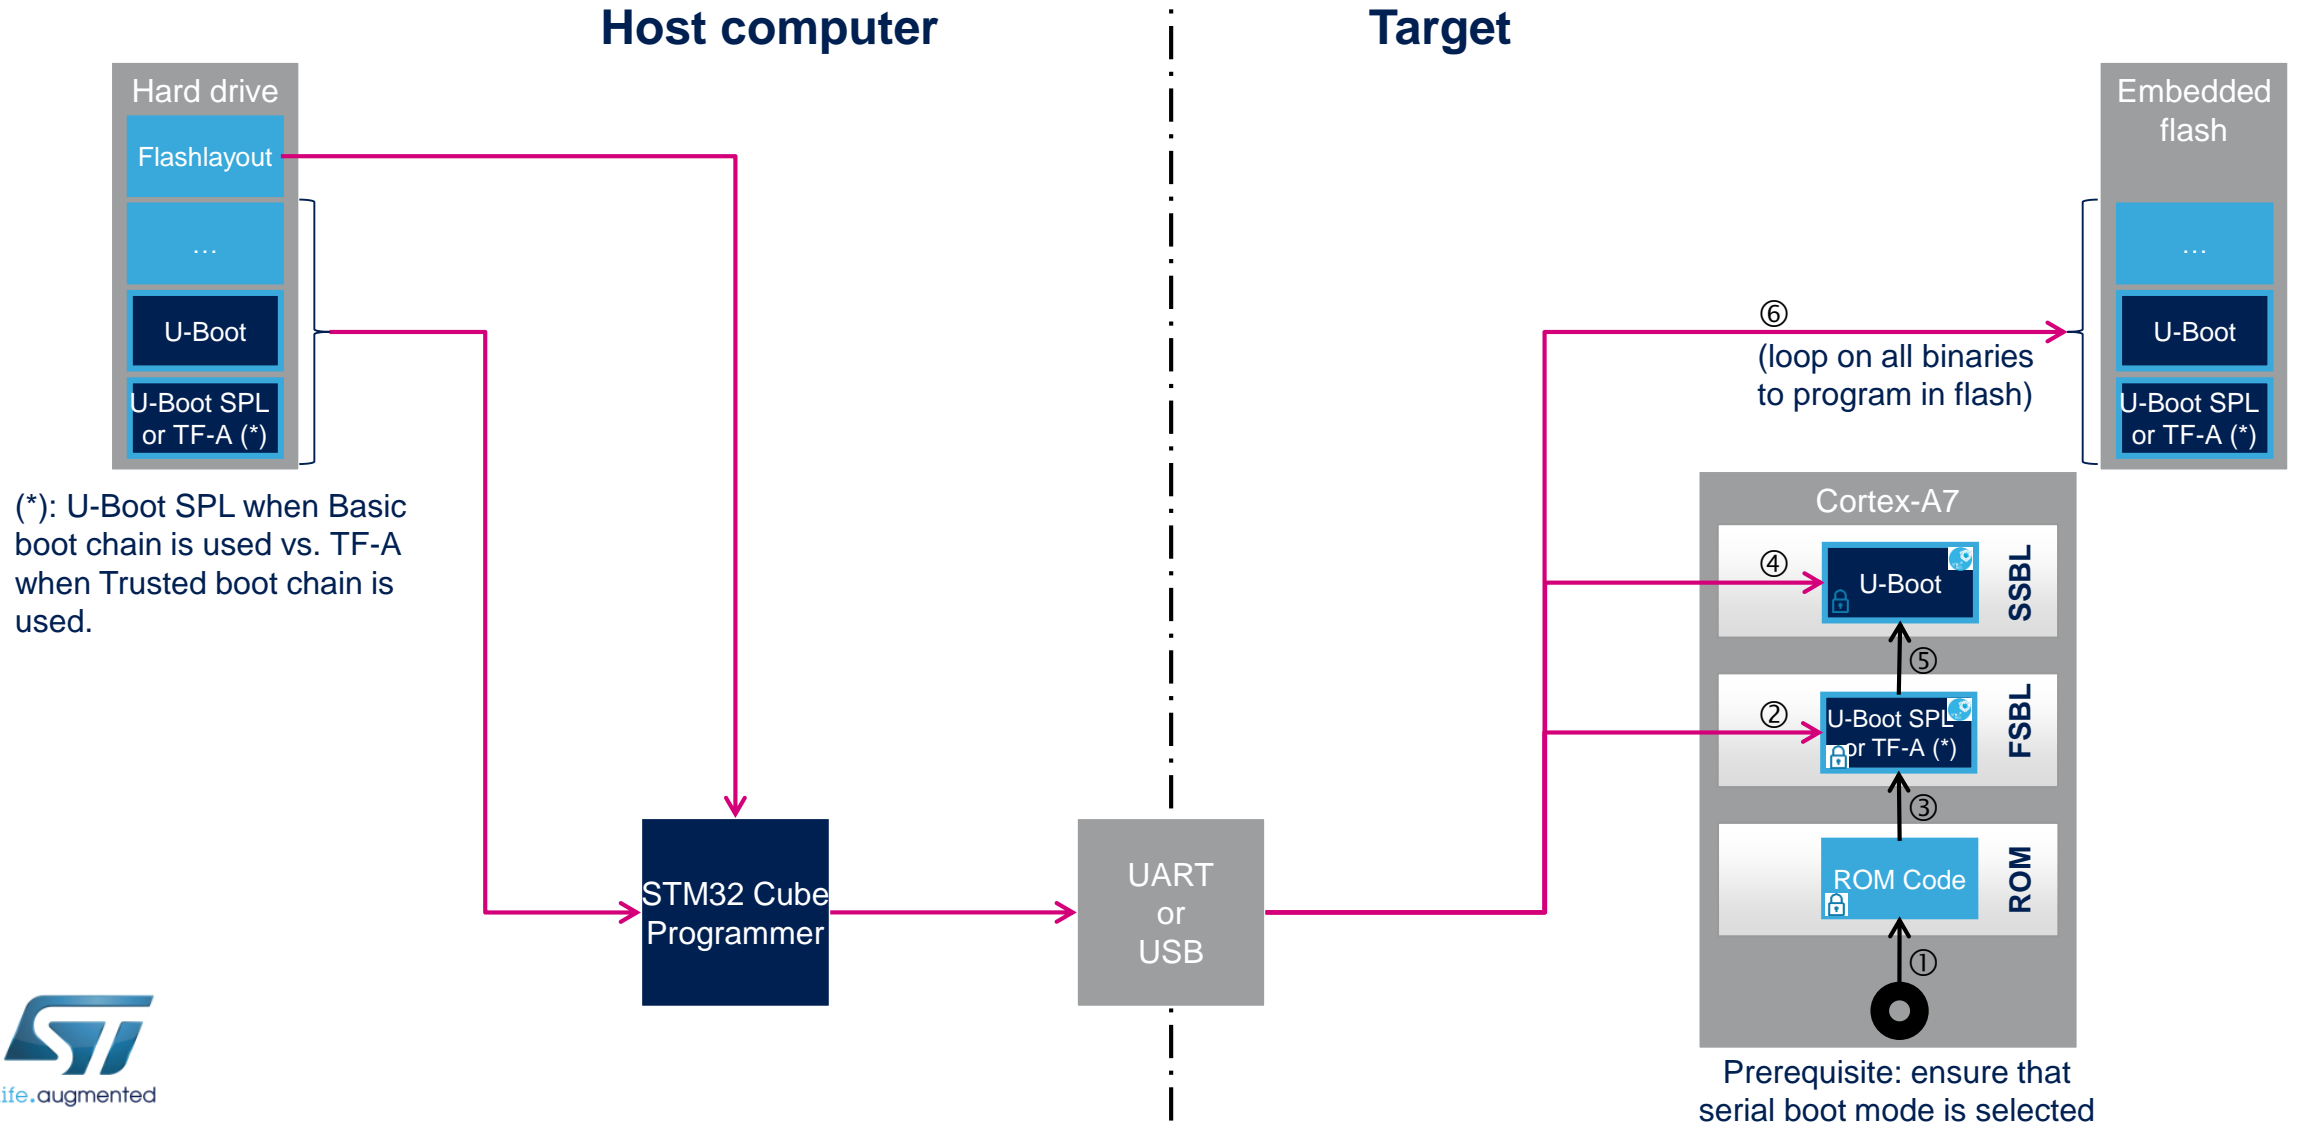 Host computer
Target
Hard drive
Flashlayout
...
U-Boot
U-Boot SPL
or TF-A (*)
(*): U-Boot SPL when Basic
boot chain is used vs. TF-A
when Trusted boot chain is
used.
STM32 Cube
Programmer
UART
or
USB
Embedded
flash
...
U-Boot
U-Boot SPL
or TF-A (*)
⑥
(loop on all binaries
to program in flash)
Cortex-A7
④
U-Boot
SSBL
⑤
②
U-Boot SPL
or TF-A (*)
FSBL
③
ROM Code
ROM
①
Prerequisite: ensure that
serial boot mode is selected
ST
ife.augmented